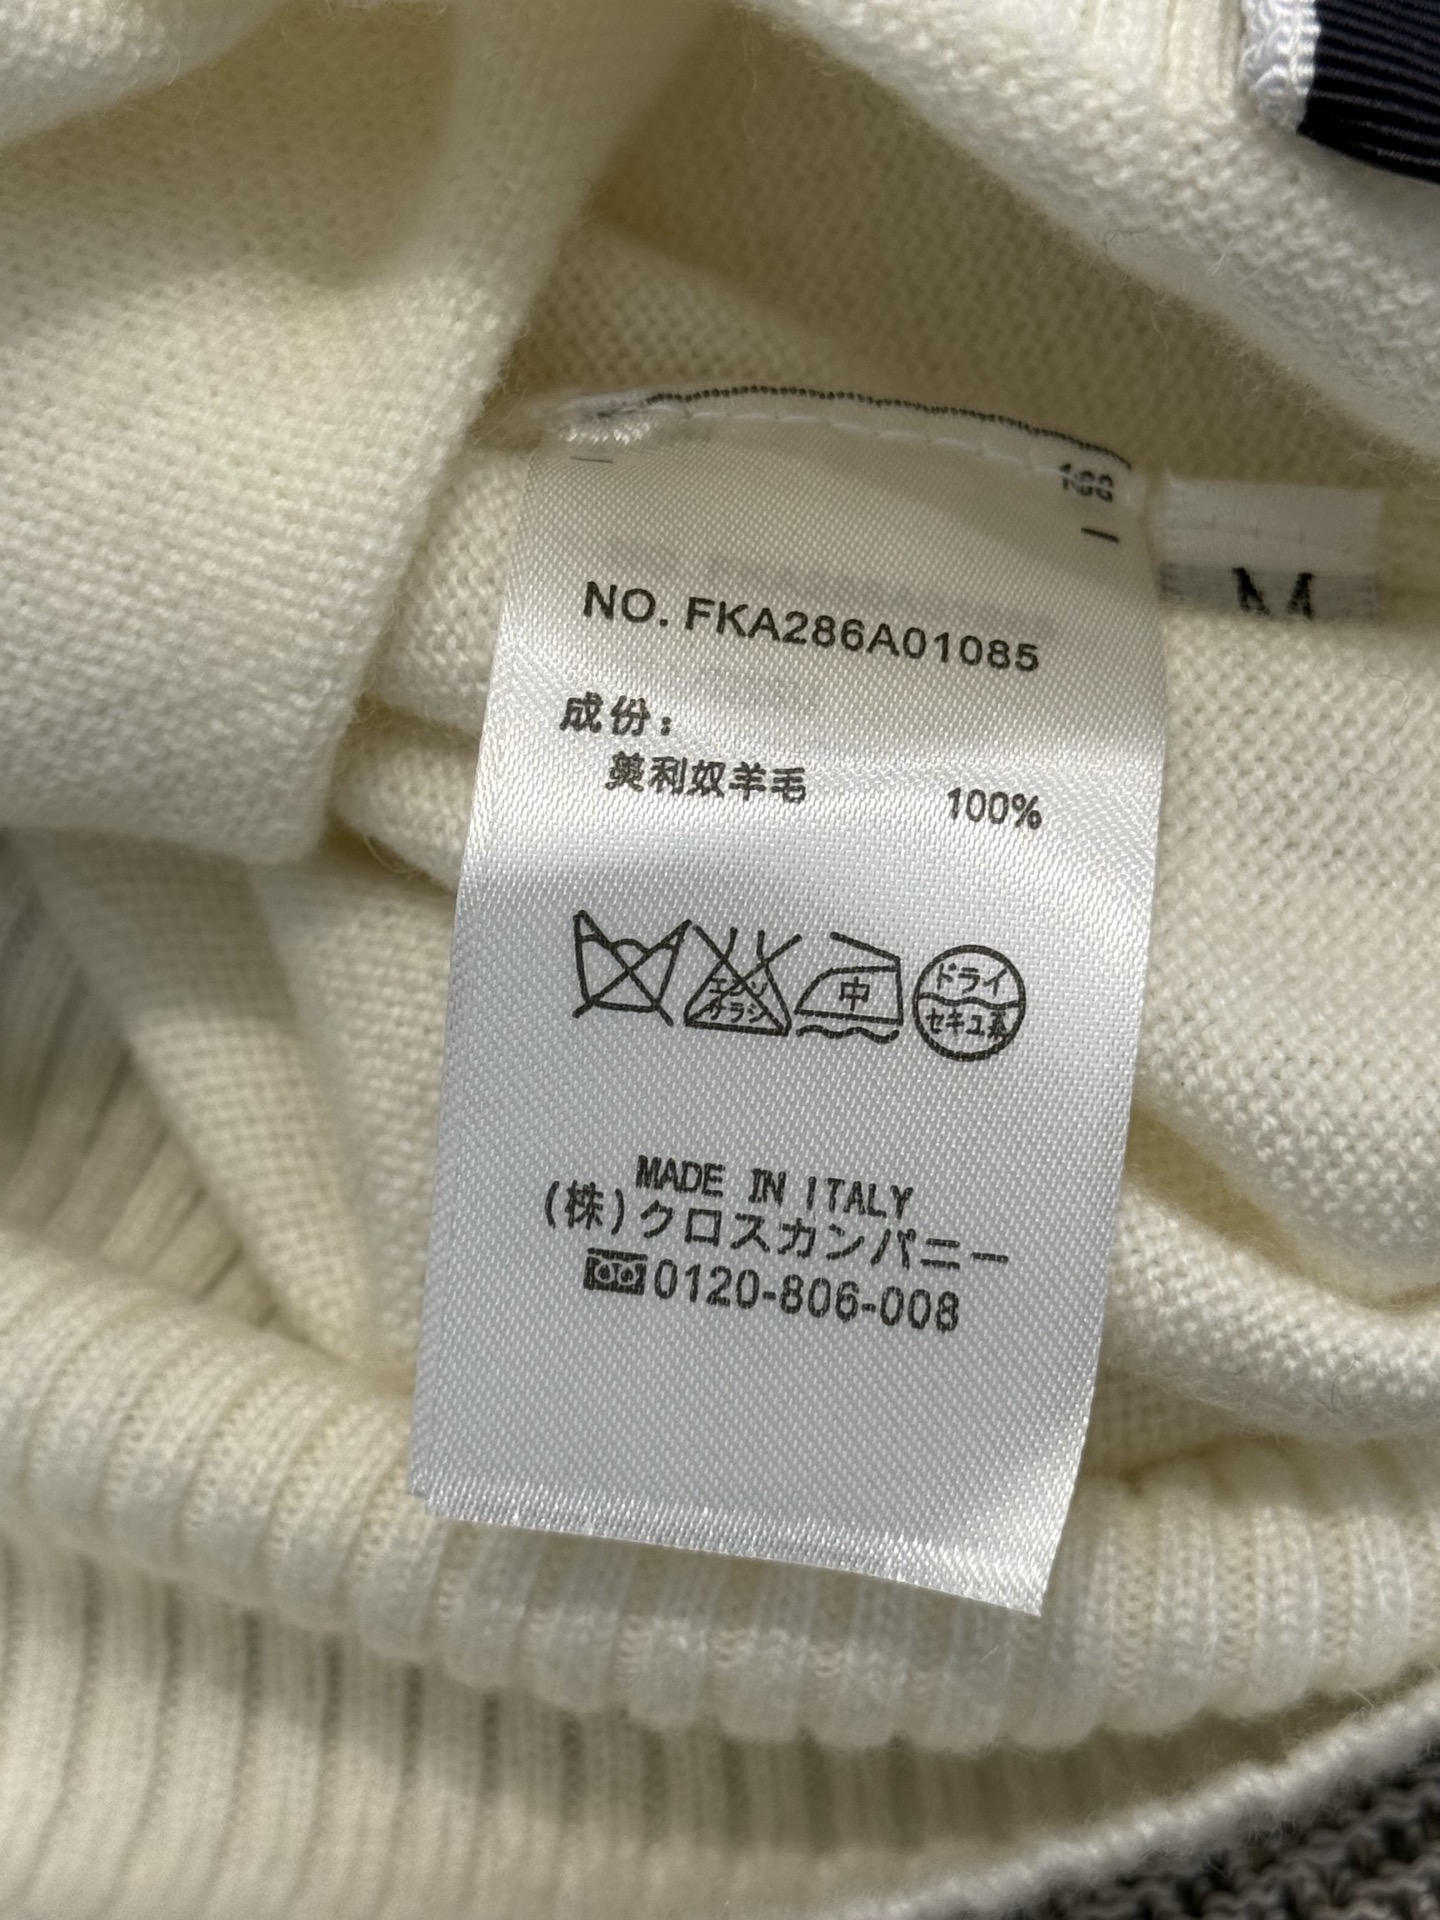 NO. FKA286A01085
M
成份：
美利奴羊毛 100%
エンソ
サラシ
中
ドライ
セキユ系
MADE IN ITALY
(株)クロスカンパニー
0120-806-008